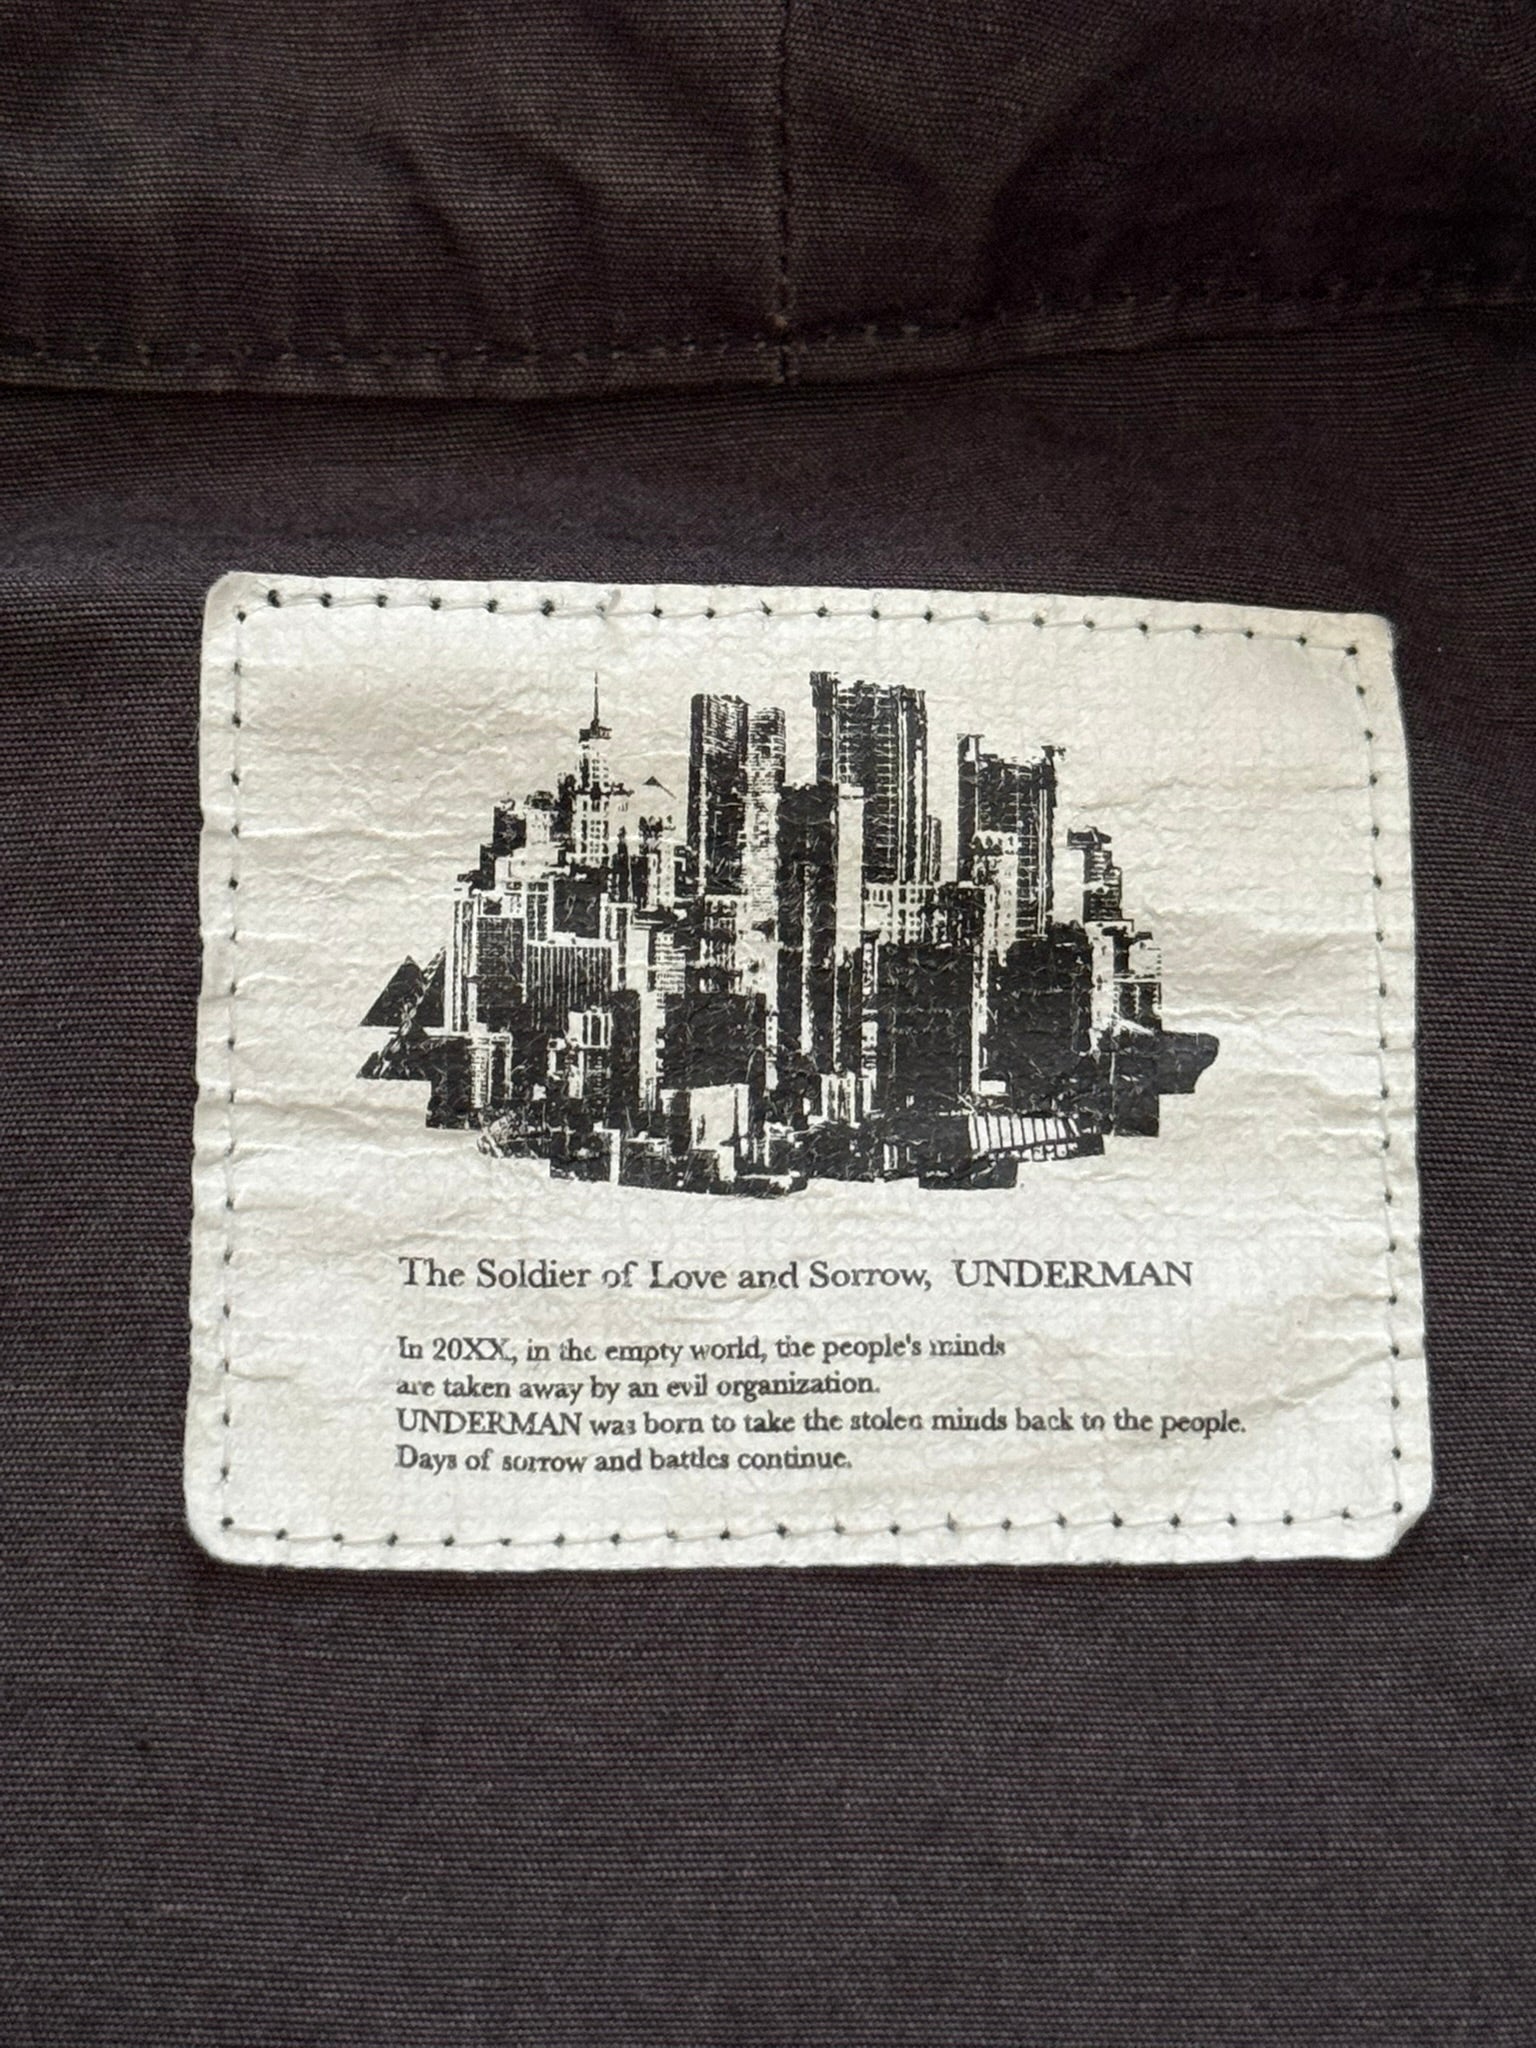 The Soldier of Love and Sorrow, UNDERMAN
In 20XX, in the empty world, the people's minds
are taken away by an evil organization.
UNDERMAN was born to take the stolen minds back to the people.
Days of sorrow and battles continue.